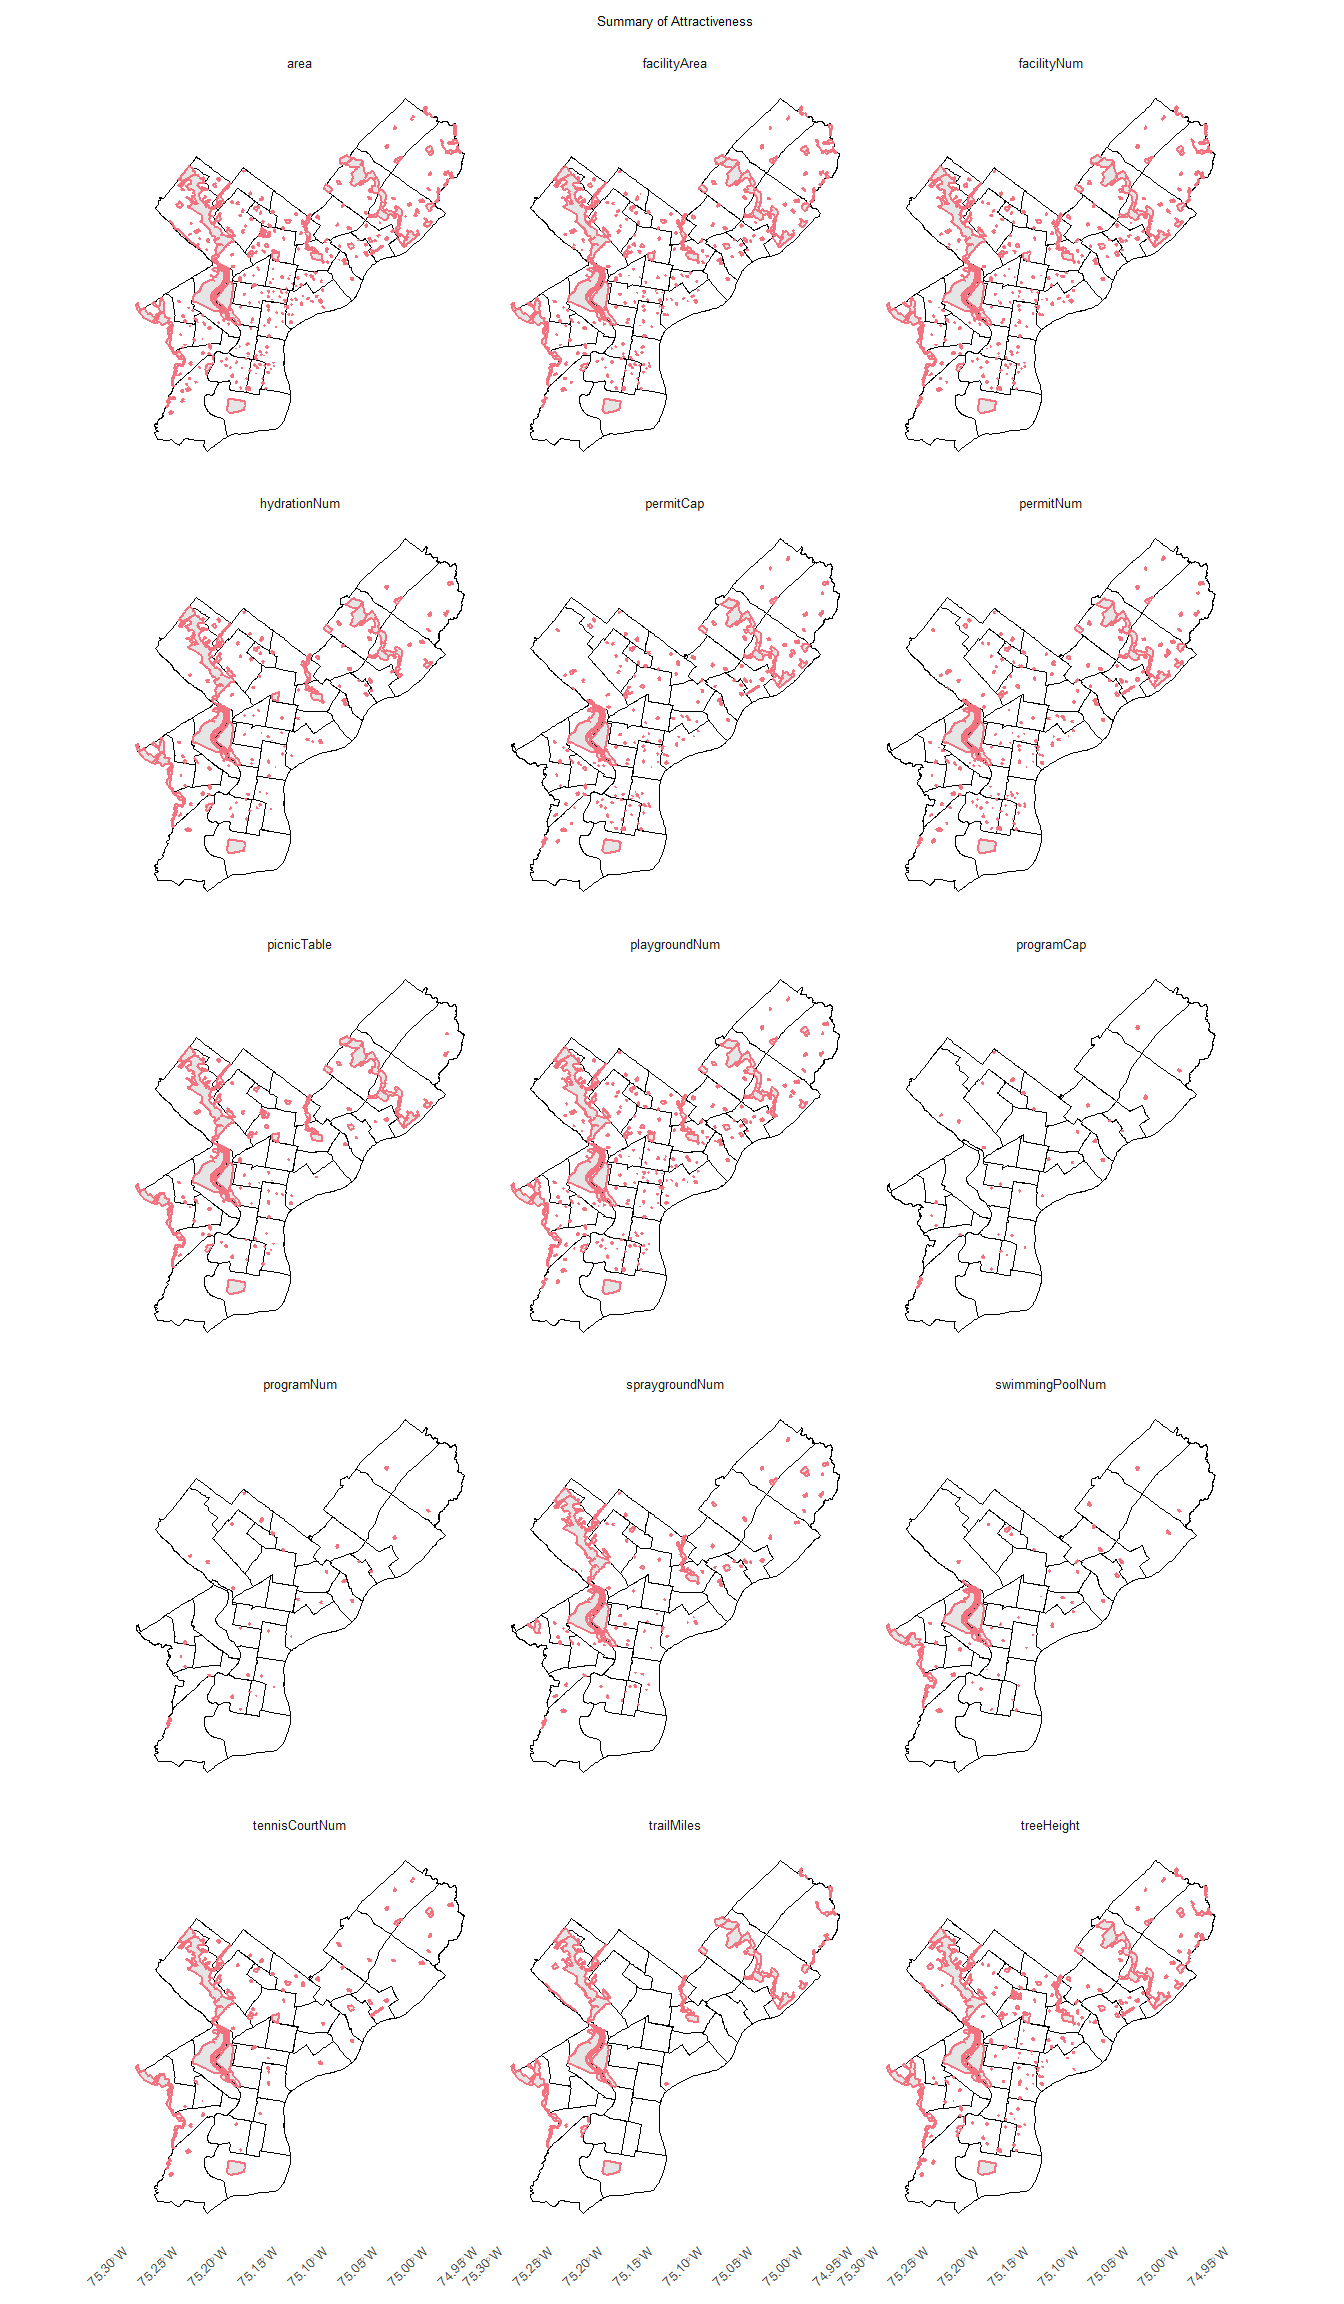 Summary of Attractiveness
area facilityArea facilityNum
hydrationNum permitCap permitNum
picnicTable playgroundNum programCap
programNum spraygroundNum swimmingPoolNum
tennisCourtNum trailMiles treeHeight
75.30°W 75.25°W 75.20°W 75.15°W 75.10°W 75.05°W 75.00°W 74.95°W 75.30°W 75.25°W 75.20°W 75.15°W 75.10°W 75.05°W 75.00°W 74.95°W 75.30°W 75.25°W 75.20°W 75.15°W 75.10°W 75.05°W 75.00°W 74.95°W